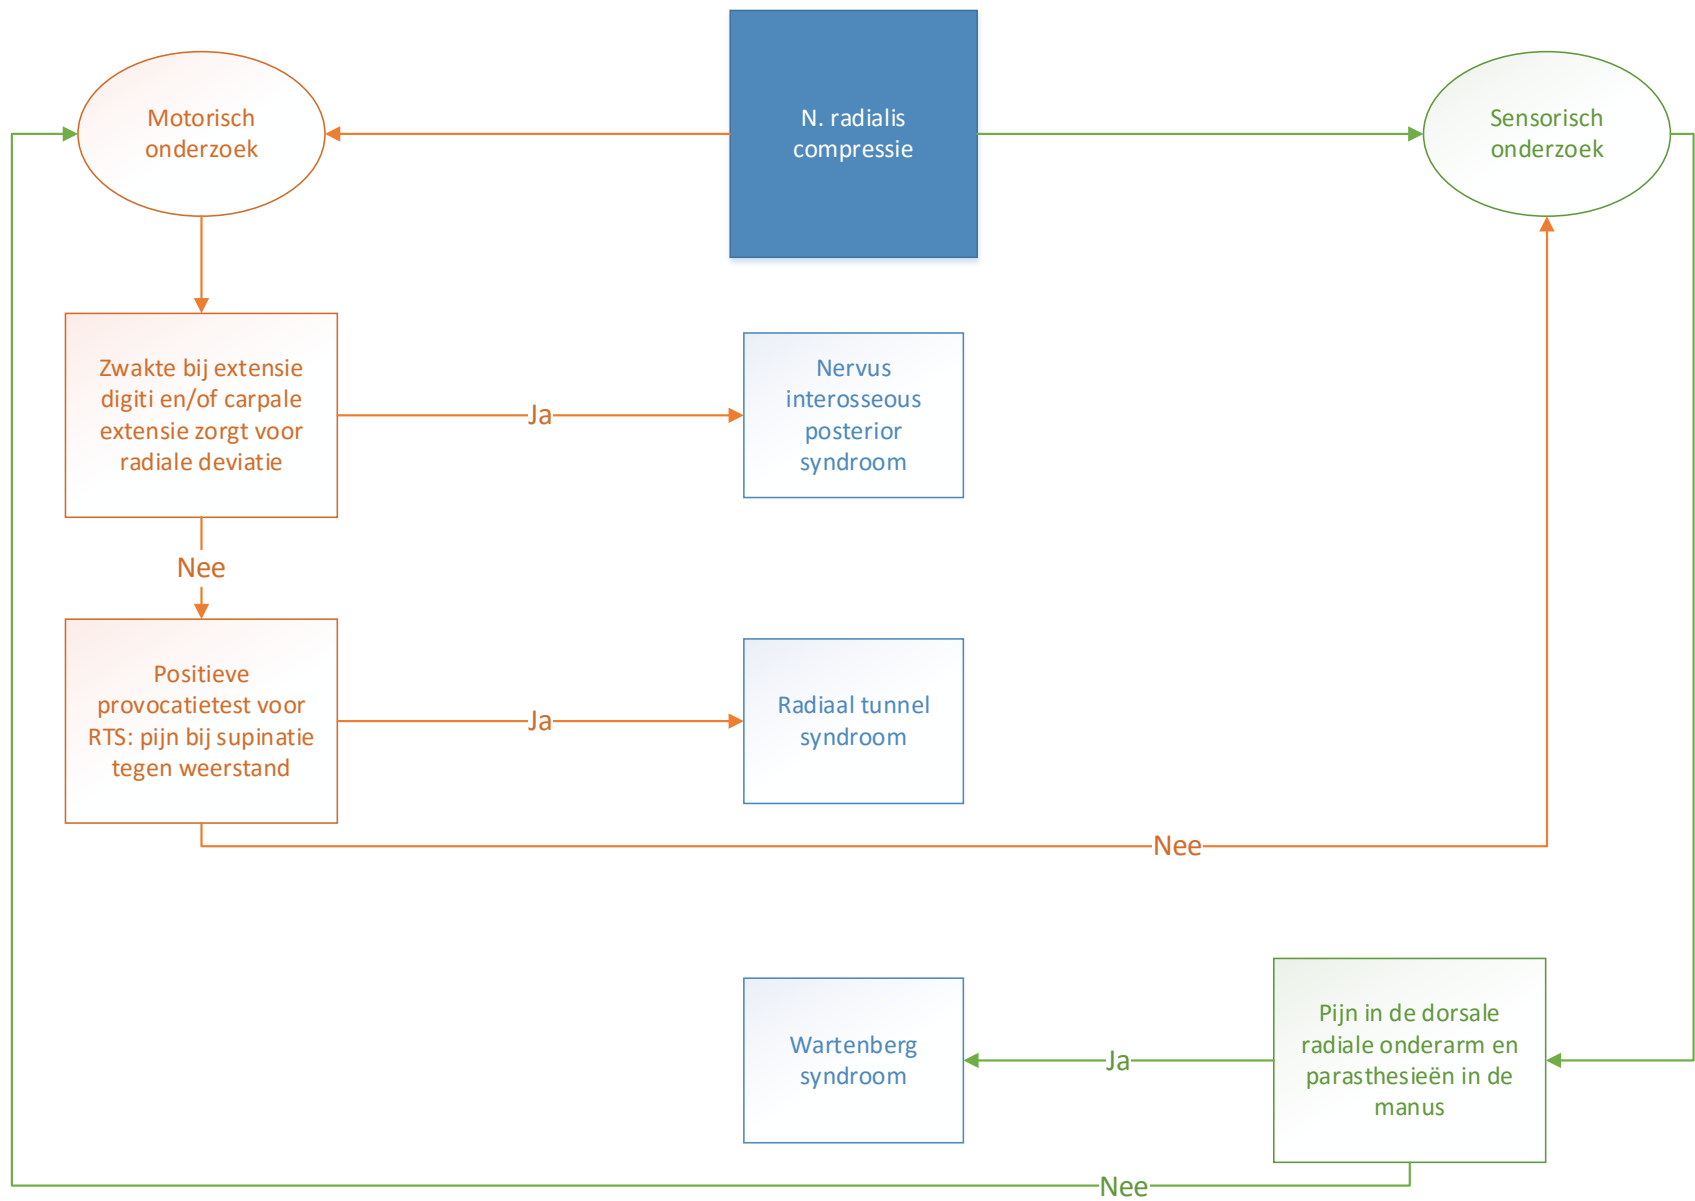 Motorisch
onderzoek
N. radialis
compressie
Sensorisch
onderzoek
Zwakte bij extensie
digiti en/of carpale
extensie zorgt voor
radiale deviatie
Ja
Nervus
interosseous
posterior
syndroom
Nee
Positieve
provocatietest voor
RTS: pijn bij supinatie
tegen weerstand
Ja
Radiaal tunnel
syndroom
Nee
Wartenberg
syndroom
Ja
Pijn in de dorsale
radiale onderarm en
parasthesieën in de
manus
Nee